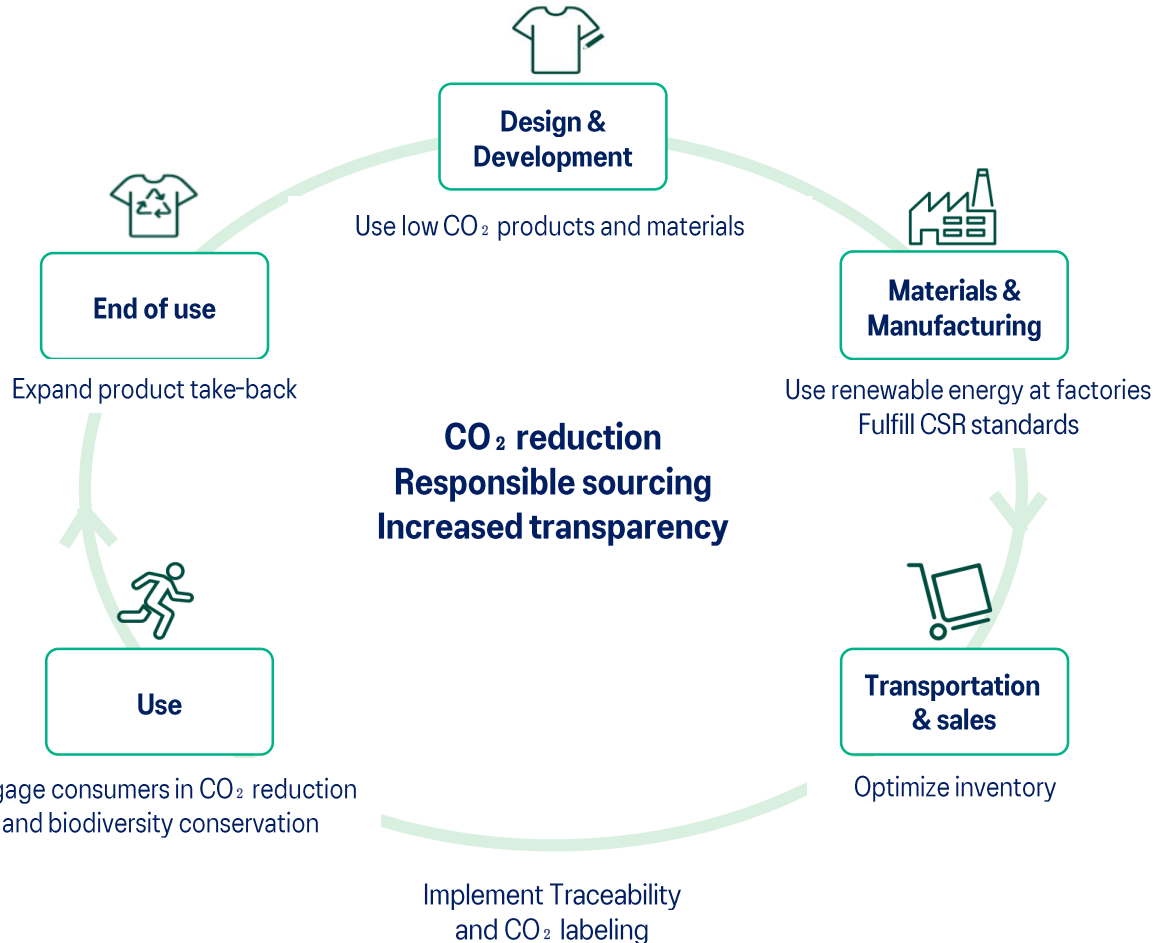 Design &
Development
Use low CO₂ products and materials
Materials &
Manufacturing
Use renewable energy at factories
Fulfill CSR standards
End of use
Expand product take-back
CO₂ reduction
Responsible sourcing
Increased transparency
Transportation
& sales
Optimize inventory
Use
gage consumers in CO₂ reduction
and biodiversity conservation
Implement Traceability
and CO₂ labeling